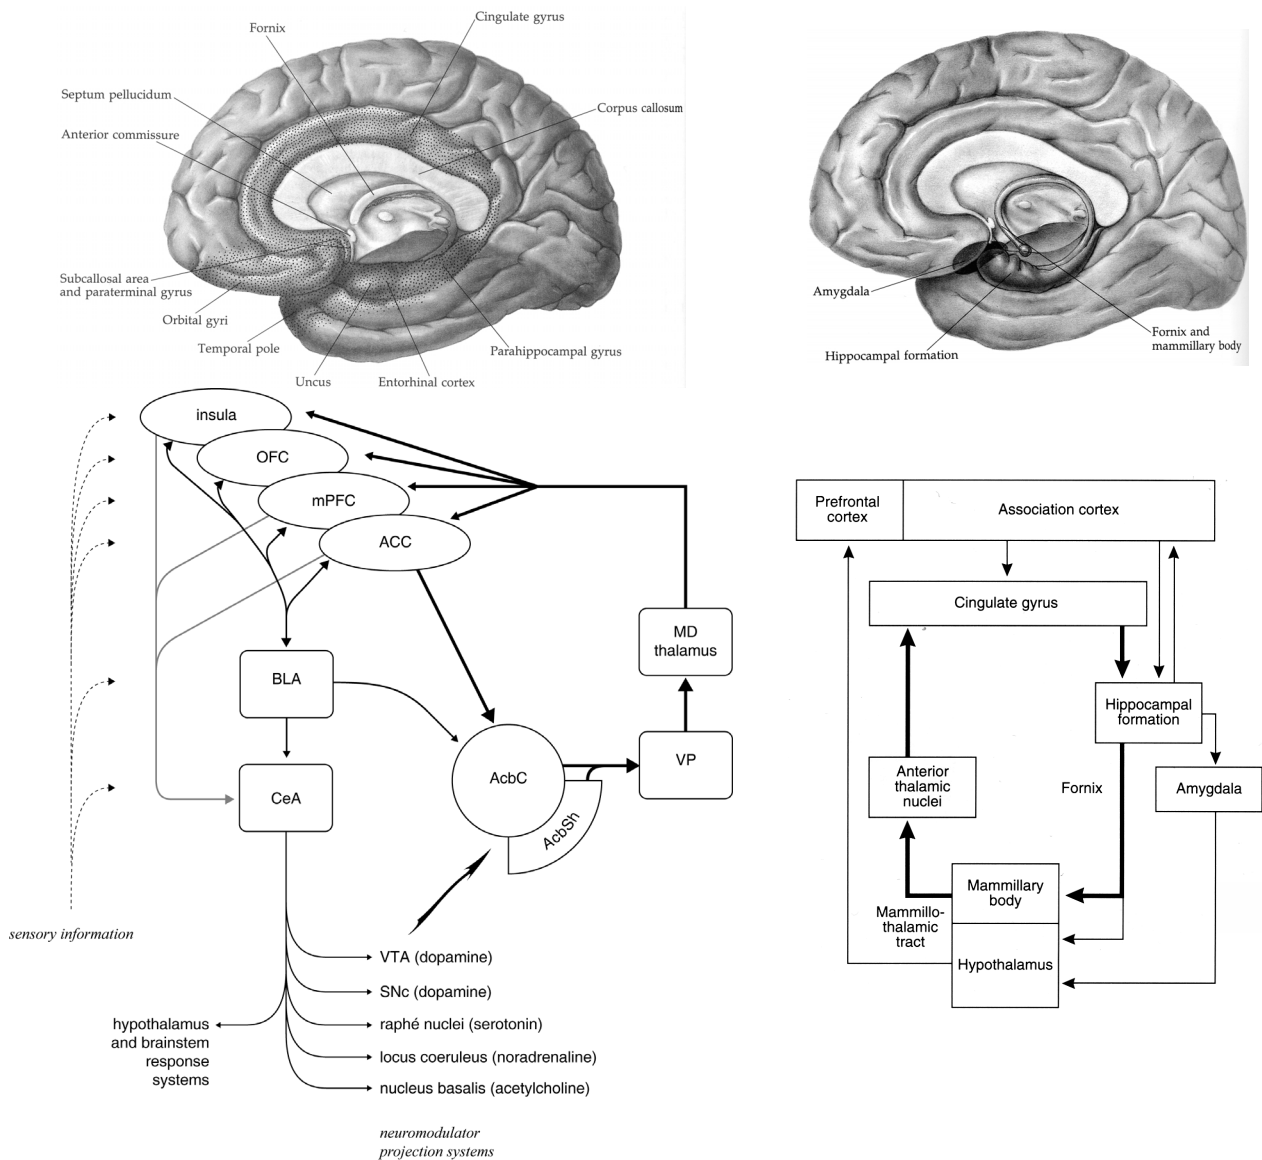 Fornix
Cingulate gyrus
Septum pellucidum
Corpus callosum
Anterior commissure
Subcallosal area
and paraterminal gyrus
Orbital gyri
Temporal pole
Uncus
Entorhinal cortex
Parahippocampal gyrus
Amygdala
Hippocampal formation
Fornix and
mammillary body
insula
OFC
mPFC
ACC
BLA
CeA
AcbC
AcbSh
MD
thalamus
VP
sensory information
VTA (dopamine)
SNc (dopamine)
raphé nuclei (serotonin)
locus coeruleus (noradrenaline)
nucleus basalis (acetylcholine)
hypothalamus
and brainstem
response
systems
neuromodulator
projection systems
Prefrontal
cortex
Association cortex
Cingulate gyrus
Hippocampal
formation
Anterior
thalamic
nuclei
Fornix
Amygdala
Mammillary
body
Mammillo-
thalamic
tract
Hypothalamus